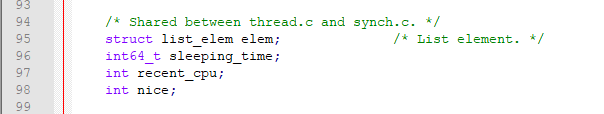 93
94 /* Shared between thread.c and synch.c. */
95 struct list_elem elem; /* List element. */
96 int64_t sleeping_time;
97 int recent_cpu;
98 int nice;
99